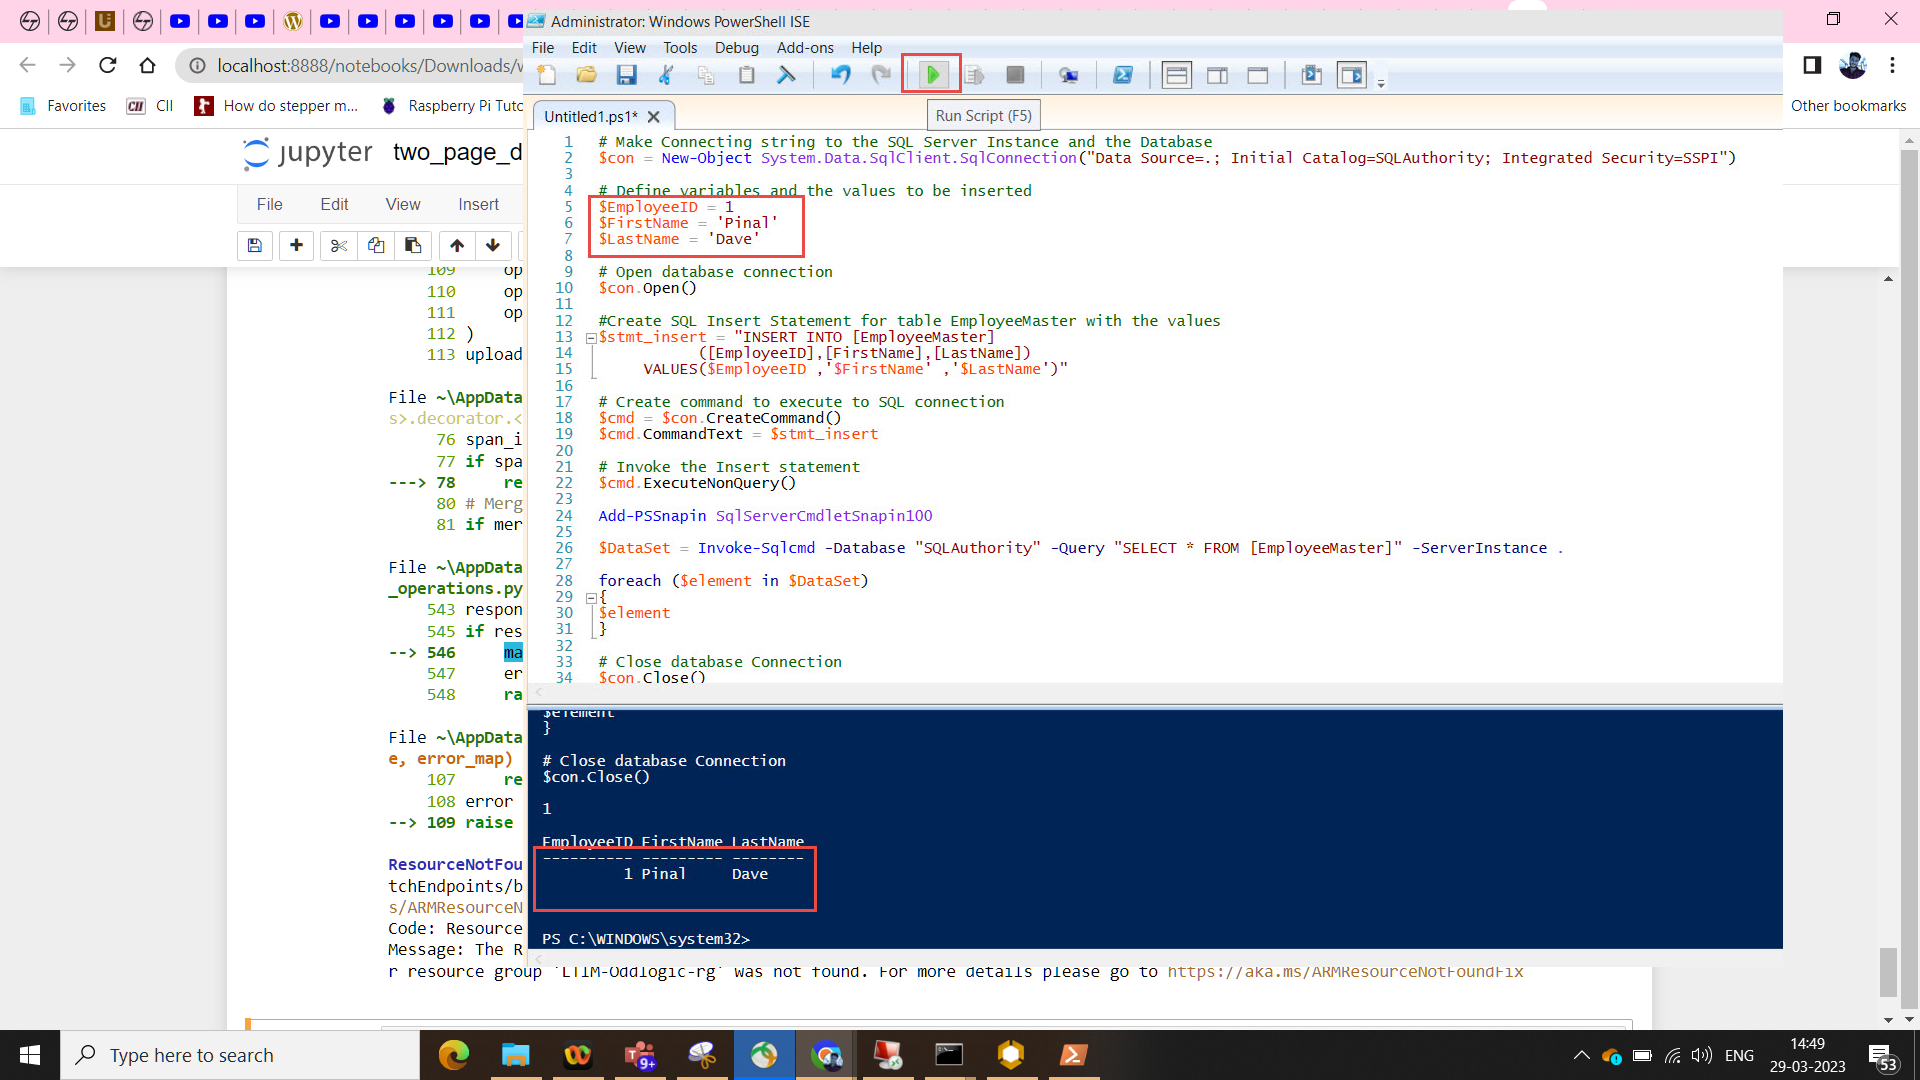 Administrator: Windows PowerShell ISE
File Edit View Tools Debug Add-ons Help
localhost:8888/notebooks/Downloads/
Favorites CII How do stepper m... Raspberry Pi Tuto
Other bookmarks
Untitled1.ps1*
Run Script (F5)
jupyter two_page_d
File Edit View Insert
1 # Make Connecting string to the SQL Server Instance and the Database
2 $con = New-Object System.Data.SqlClient.SqlConnection("Data Source=.; Initial Catalog=SQLAuthority; Integrated Security=SSPI")
3
4 # Define variables and the values to be inserted
5 $EmployeeID = 1
6 $FirstName = 'Pinal'
7 $LastName = 'Dave'
8
9 # Open database connection
10 $con.Open()
11
12 #Create SQL Insert Statement for table EmployeeMaster with the values
13 $stmt_insert = "INSERT INTO [EmployeeMaster]
14 ([EmployeeID],[FirstName],[LastName])
15 VALUES($EmployeeID ,'$FirstName' ,'$LastName')"
16
17 # Create command to execute to SQL connection
18 $cmd = $con.CreateCommand()
19 $cmd.CommandText = $stmt_insert
20
21 # Invoke the Insert statement
22 $cmd.ExecuteNonQuery()
23
24 Add-PSSnapin SqlServerCmdletSnapin100
25
26 $DataSet = Invoke-Sqlcmd -Database "SQLAuthority" -Query "SELECT * FROM [EmployeeMaster]" -ServerInstance .
27
28 foreach ($element in $DataSet)
29 {
30 $element
31 }
32
33 # Close database Connection
34 $con.Close()
$element
}
# Close database Connection
$con.Close()
1
EmployeeID FirstName LastName
---------- --------- --------
1 Pinal Dave
PS C:\WINDOWS\system32>
109 op
110 op
111 op
112 )
113 upload
File ~\AppData
s>.decorator.<
76 span_i
77 if spa
---> 78 re
80 # Merg
81 if mer
File ~\AppData
_operations.py
543 respon
545 if res
--> 546 ma
547 er
548 ra
File ~\AppData
e, error_map)
107 re
108 error
--> 109 raise
ResourceNotFou
tchEndpoints/b
s/ARMResourceN
Code: Resource
Message: The R
r resource group 'LTIM-Oddlogic-rg' was not found. For more details please go to https://aka.ms/ARMResourceNotFoundFix
Type here to search
9+
ENG
14:49
29-03-2023
53